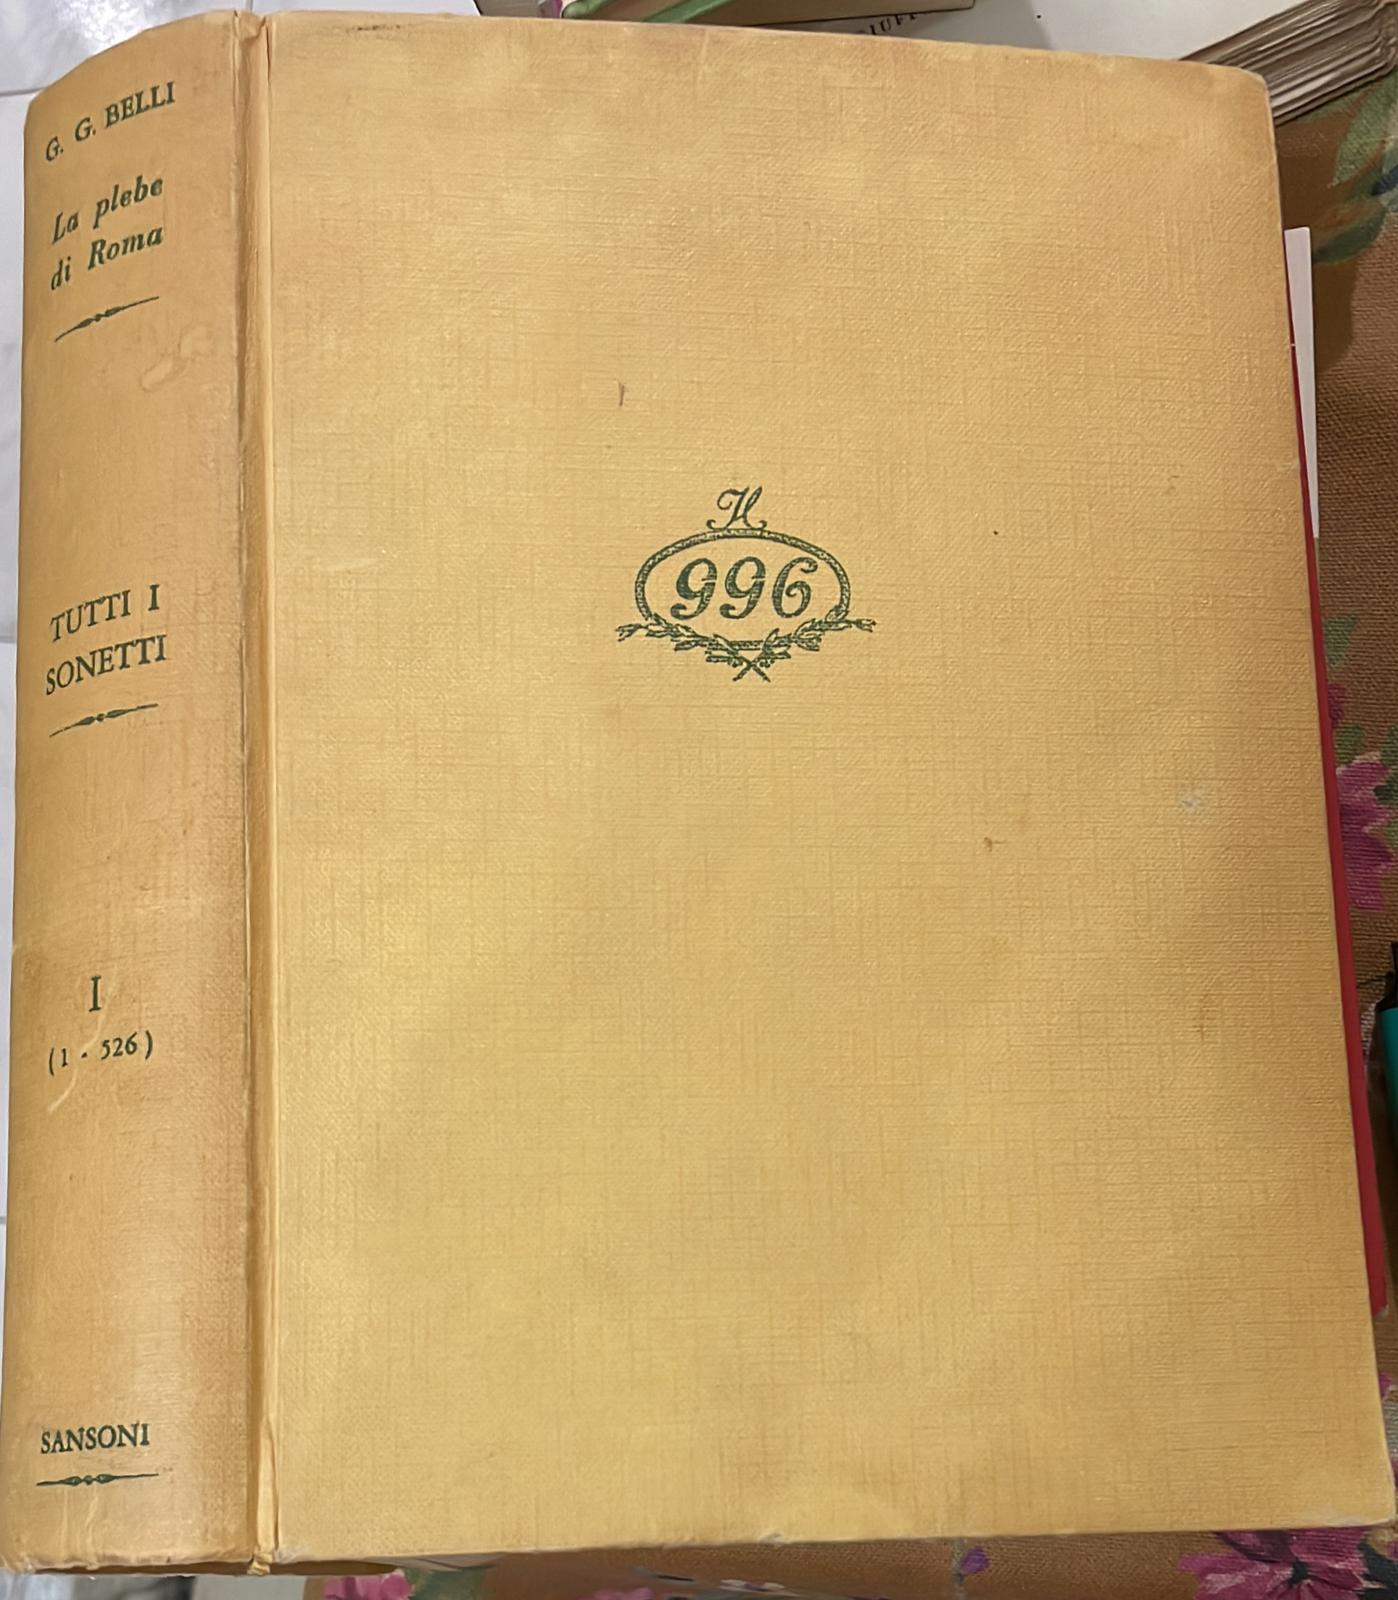 G. G. BELLI
La plebe
di Roma
TUTTI I
SONETTI
I
(1 - 526)
SANSONI
996